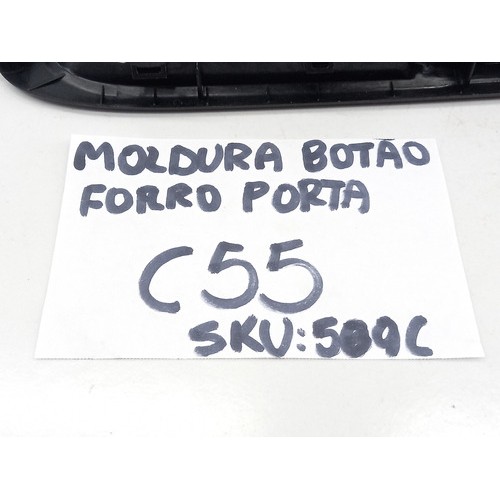 MOLDURA BOTÃO
FORRO PORTA
C55
SKU:509C